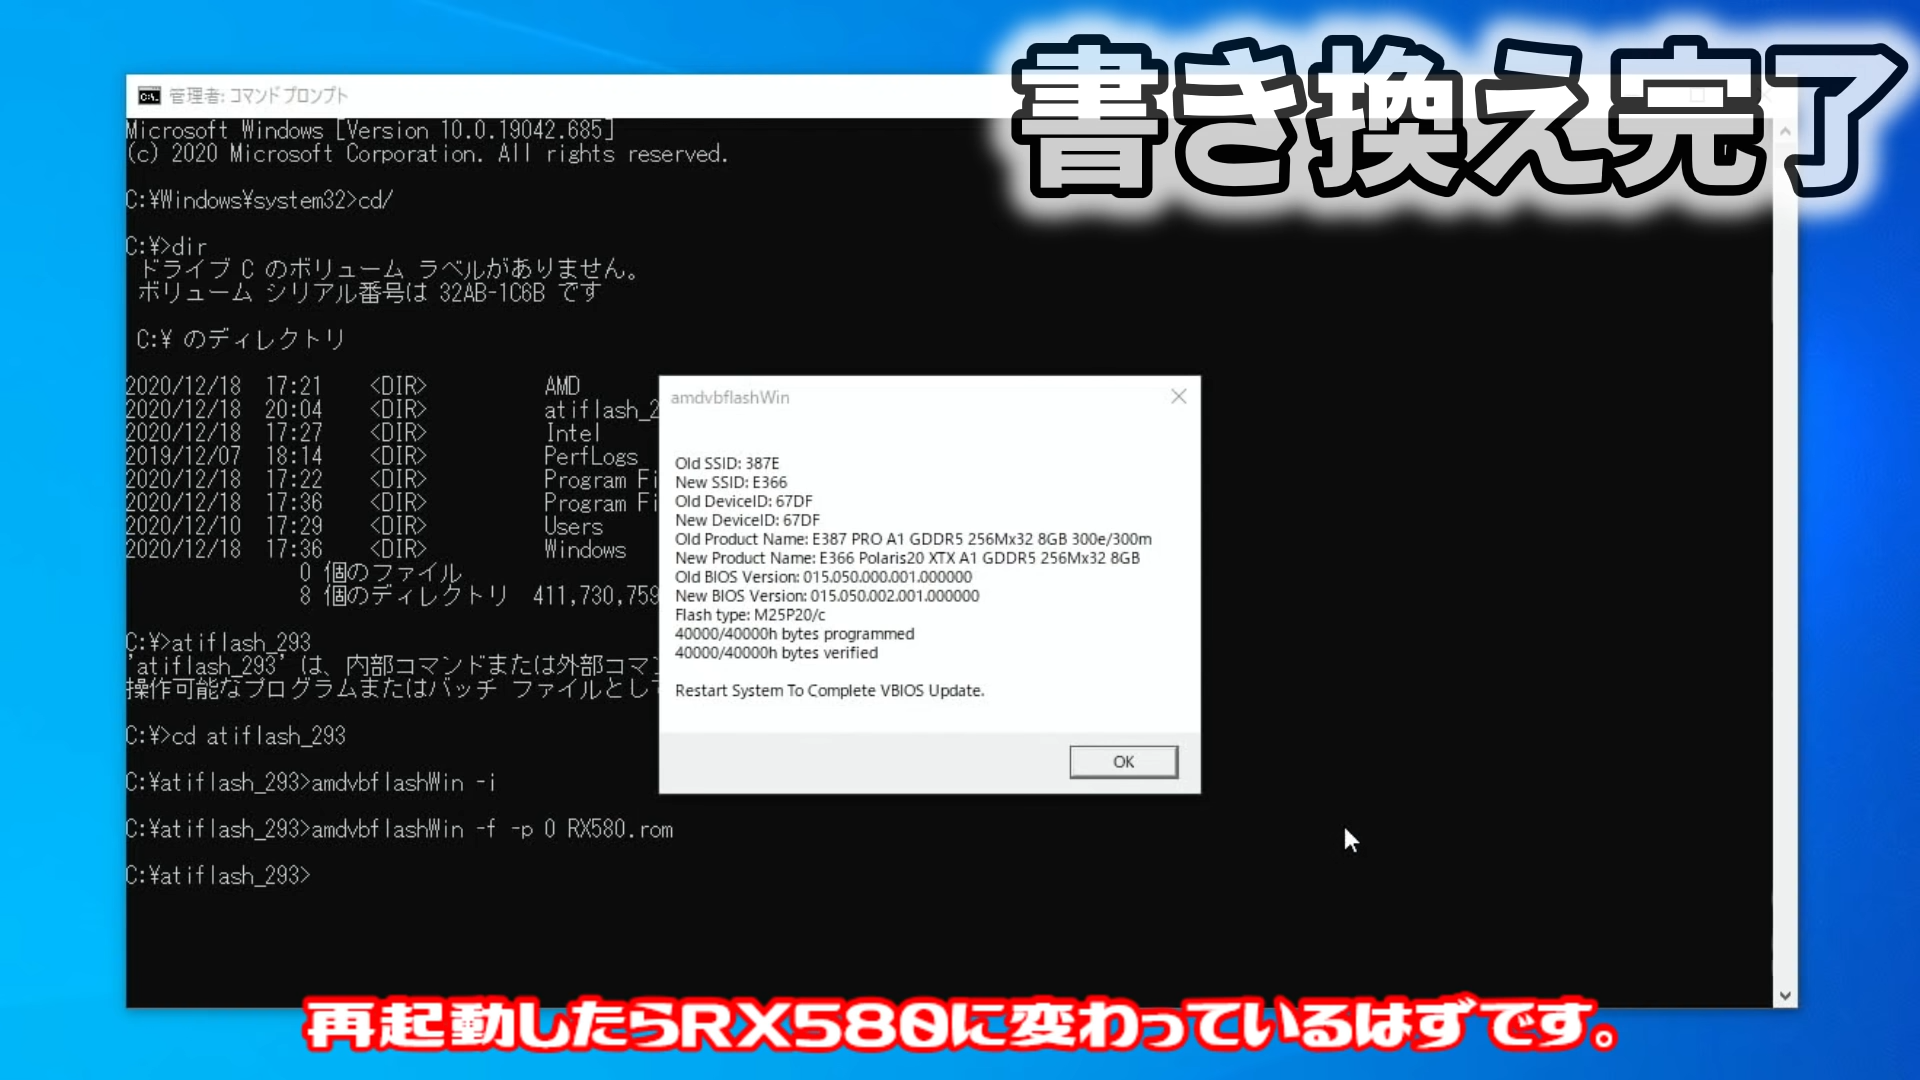 書き換え完了
管理者: コマンド プロンプト
Microsoft Windows [Version 10.0.19042.685]
(c) 2020 Microsoft Corporation. All rights reserved.
C:¥Windows¥system32>cd/
C:¥>dir
ドライブ C のボリューム ラベルがありません。
ボリューム シリアル番号は 32AB-1C6B です
C:¥ のディレクトリ
2020/12/18 17:21 <DIR> AMD
2020/12/18 20:04 <DIR> atiflash_2
2020/12/18 17:27 <DIR> Intel
2019/12/07 18:14 <DIR> PerfLogs
2020/12/18 17:22 <DIR> Program Fi
2020/12/18 17:36 <DIR> Program Fi
2020/12/10 17:29 <DIR> Users
2020/12/18 17:36 <DIR> Windows
0 個のファイル
8 個のディレクトリ 411,730,759
C:¥>atiflash_293
'atiflash_293' は、内部コマンドまたは外部コマン
操作可能なプログラムまたはバッチ ファイルとして
C:¥>cd atiflash_293
C:¥atiflash_293>amdvbflashWin -i
C:¥atiflash_293>amdvbflashWin -f -p 0 RX580.rom
C:¥atiflash_293>
amdvbflashWin
Old SSID: 387E
New SSID: E366
Old DeviceID: 67DF
New DeviceID: 67DF
Old Product Name: E387 PRO A1 GDDR5 256Mx32 8GB 300e/300m
New Product Name: E366 Polaris20 XTX A1 GDDR5 256Mx32 8GB
Old BIOS Version: 015.050.000.001.000000
New BIOS Version: 015.050.002.001.000000
Flash type: M25P20/c
40000/40000h bytes programmed
40000/40000h bytes verified
Restart System To Complete VBIOS Update.
OK
再起動したらRX580に変わっているはずです。